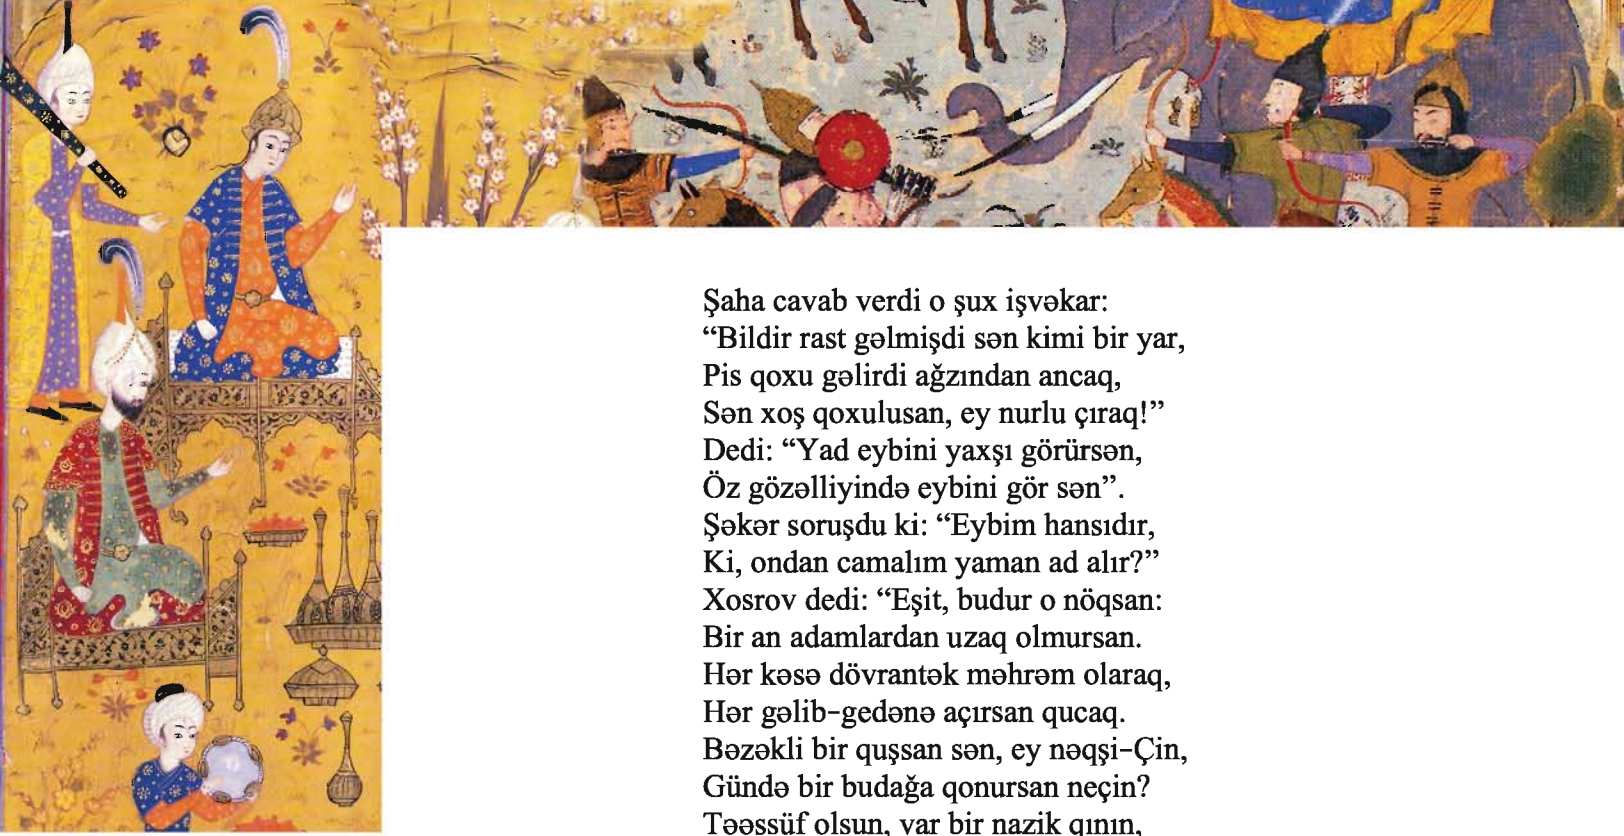 Şaha cavab verdi o şux işvəkar:
“Bildir rast gəlmişdi sən kimi bir yar,
Pis qoxu gəlirdi ağzından ancaq,
Sən xoş qoxulusan, ey nurlu çıraq!”
Dedi: “Yad eybini yaxşı görürsən,
Öz gözəlliyində eybini gör sən”.
Şəkər soruşdu ki: “Eybim hansıdır,
Ki, ondan camalım yaman ad alır?”
Xosrov dedi: “Eşit, budur o nöqsan:
Bir an adamlardan uzaq olmursan.
Hər kəsə dövrantək məhrəm olaraq,
Hər gəlib-gedənə açırsan qucaq.
Bəzəkli bir quşsan sən, ey nəqşi-Çin,
Gündə bir budağa qonursan neçin?
Təəssüf olsun, var bir nazik qının,